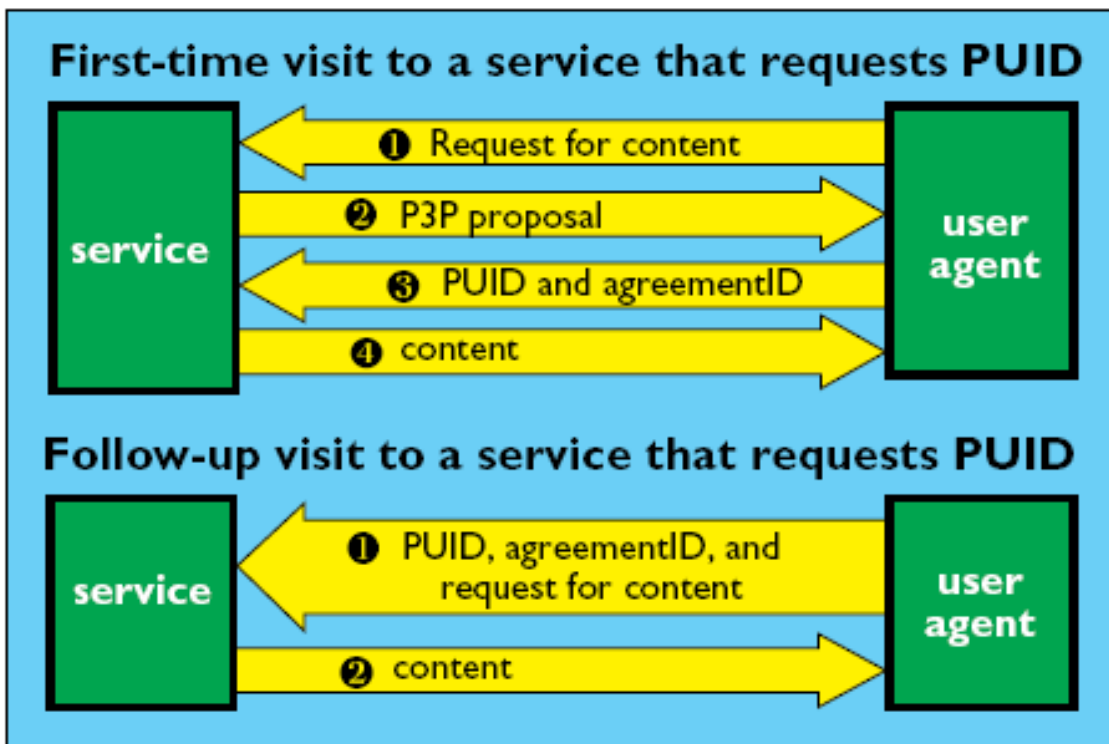 First-time visit to a service that requests PUID
service
❶ Request for content
❷ P3P proposal
❸ PUID and agreementID
❹ content
user
agent
Follow-up visit to a service that requests PUID
service
❶ PUID, agreementID, and
request for content
❷ content
user
agent